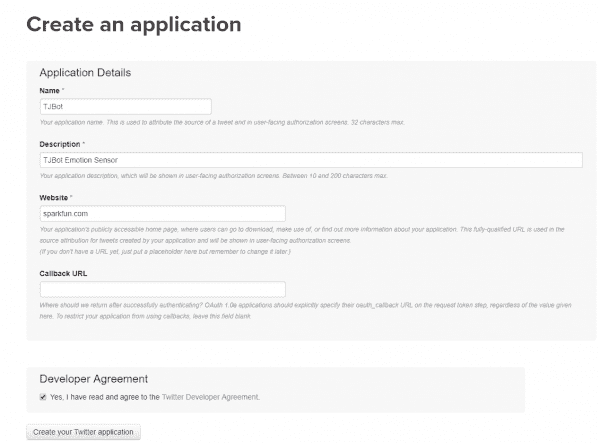 Create an application
Application Details
Name *
TJBot
Your application name. This is used to attribute the source of a tweet and in user-facing authorization screens. 32 characters max.
Description *
TJBot Emotion Sensor
Your application description, which will be shown in user-facing authorization screens. Between 10 and 200 characters max.
Website *
sparkfun.com
Your application's publicly accessible home page, where users can go to download, make use of, or find out more information about your application. This fully-qualified URL is used in the
source attribution for tweets created by your application and will be shown in user-facing authorization screens.
(If you don't have a URL yet, just put a placeholder here but remember to change it later.)
Callback URL
Where should we return after successfully authenticating? OAuth 1.0a applications should explicitly specify their oauth_callback URL on the request token step, regardless of the value given
here. To restrict your application from using callbacks, leave this field blank.
Developer Agreement
Yes, I have read and agree to the Twitter Developer Agreement.
Create your Twitter application